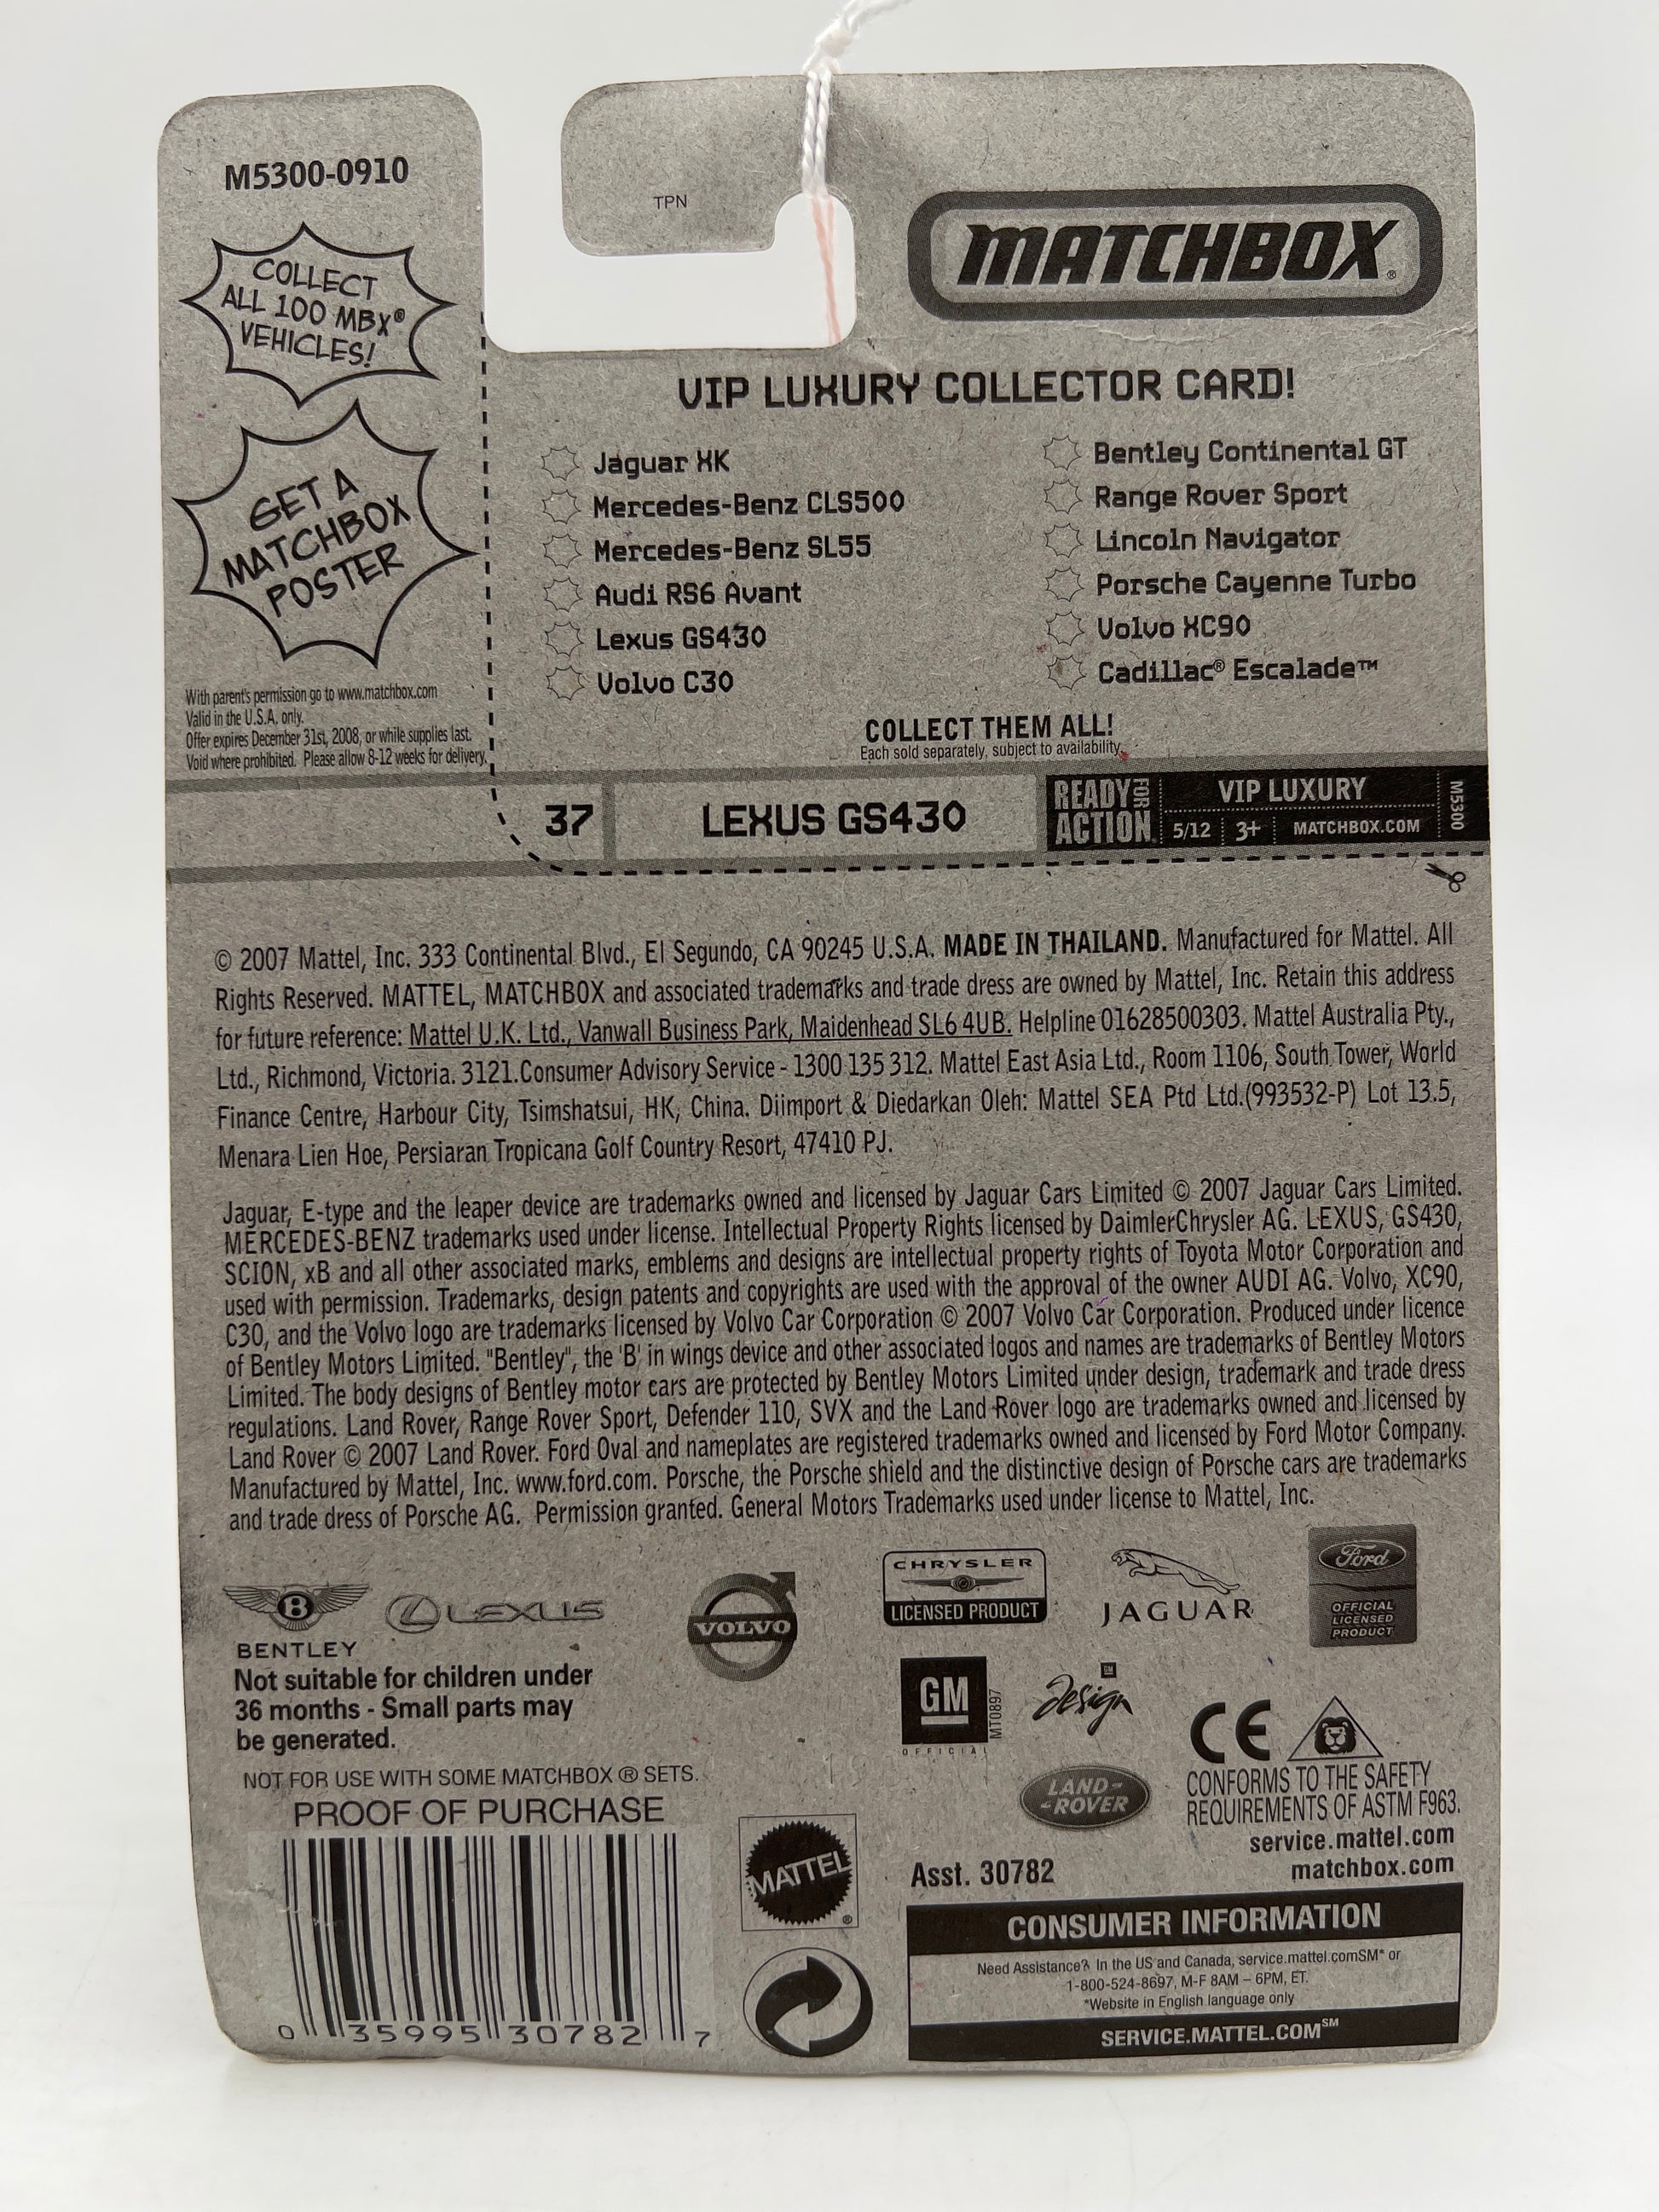 M5300-0910
TPN
MATCHBOX®
COLLECT
ALL 100 MBX®
VEHICLES!
GET A
MATCHBOX
POSTER
With parent's permission go to www.matchbox.com
Valid in the U.S.A. only.
Offer expires December 31st, 2008, or while supplies last.
Void where prohibited. Please allow 8-12 weeks for delivery.
VIP LUXURY COLLECTOR CARD!
Jaguar XK
Mercedes-Benz CLS500
Mercedes-Benz SL55
Audi RS6 Avant
Lexus GS430
Volvo C30
Bentley Continental GT
Range Rover Sport
Lincoln Navigator
Porsche Cayenne Turbo
Volvo XC90
Cadillac® Escalade™
COLLECT THEM ALL!
Each sold separately, subject to availability.
37
LEXUS GS430
READY FOR
ACTION
VIP LUXURY
5/12 3+ MATCHBOX.COM
M5300
© 2007 Mattel, Inc. 333 Continental Blvd., El Segundo, CA 90245 U.S.A. MADE IN THAILAND. Manufactured for Mattel. All
Rights Reserved. MATTEL, MATCHBOX and associated trademarks and trade dress are owned by Mattel, Inc. Retain this address
for future reference: Mattel U.K. Ltd., Vanwall Business Park, Maidenhead SL6 4UB. Helpline 01628500303. Mattel Australia Pty.,
Ltd., Richmond, Victoria. 3121.Consumer Advisory Service - 1300 135 312. Mattel East Asia Ltd., Room 1106, South Tower, World
Finance Centre, Harbour City, Tsimshatsui, HK, China. Diimport & Diedarkan Oleh: Mattel SEA Ptd Ltd.(993532-P) Lot 13.5,
Menara Lien Hoe, Persiaran Tropicana Golf Country Resort, 47410 PJ.
Jaguar, E-type and the leaper device are trademarks owned and licensed by Jaguar Cars Limited © 2007 Jaguar Cars Limited.
MERCEDES-BENZ trademarks used under license. Intellectual Property Rights licensed by DaimlerChrysler AG. LEXUS, GS430,
SCION, xB and all other associated marks, emblems and designs are intellectual property rights of Toyota Motor Corporation and
used with permission. Trademarks, design patents and copyrights are used with the approval of the owner AUDI AG. Volvo, XC90,
C30, and the Volvo logo are trademarks licensed by Volvo Car Corporation © 2007 Volvo Car Corporation. Produced under licence
of Bentley Motors Limited. "Bentley", the 'B' in wings device and other associated logos and names are trademarks of Bentley Motors
Limited. The body designs of Bentley motor cars are protected by Bentley Motors Limited under design, trademark and trade dress
regulations. Land Rover, Range Rover Sport, Defender 110, SVX and the Land Rover logo are trademarks owned and licensed by
Land Rover © 2007 Land Rover. Ford Oval and nameplates are registered trademarks owned and licensed by Ford Motor Company.
Manufactured by Mattel, Inc. www.ford.com. Porsche, the Porsche shield and the distinctive design of Porsche cars are trademarks
and trade dress of Porsche AG. Permission granted. General Motors Trademarks used under license to Mattel, Inc.
B
BENTLEY
LEXUS
VOLVO
CHRYSLER
LICENSED PRODUCT
JAGUAR
Ford
OFFICIAL
LICENSED
PRODUCT
Not suitable for children under
36 months - Small parts may
be generated.
GM
OFFICIAL
MT0897
GM
Design
CE
LAND-
-ROVER
CONFORMS TO THE SAFETY
REQUIREMENTS OF ASTM F963.
service.mattel.com
matchbox.com
NOT FOR USE WITH SOME MATCHBOX ® SETS.
PROOF OF PURCHASE
0 35995 30782 7
MATTEL
®
Asst. 30782
CONSUMER INFORMATION
Need Assistance? In the US and Canada, service.mattel.comSM* or
1-800-524-8697, M-F 8AM – 6PM, ET.
*Website in English language only
SERVICE.MATTEL.COM℠